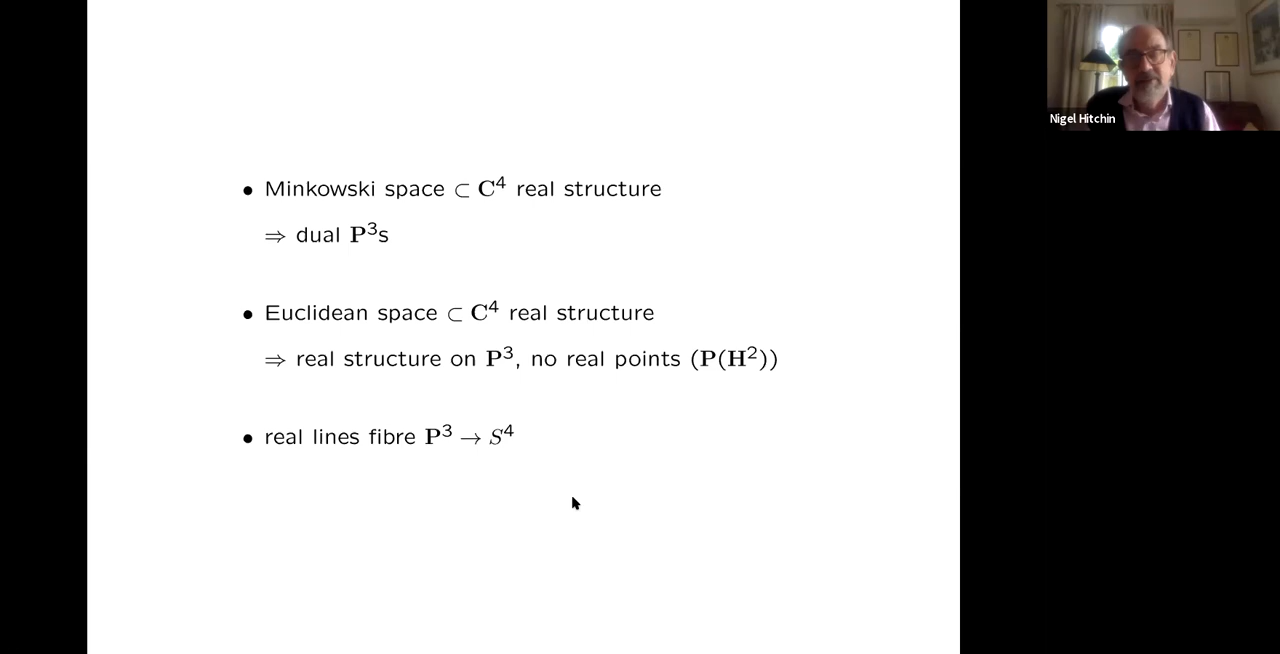 • Minkowski space ⊂ C⁴ real structure
⇒ dual P³s
• Euclidean space ⊂ C⁴ real structure
⇒ real structure on P³, no real points (P(H²))
• real lines fibre P³ → S⁴
Nigel Hitchin